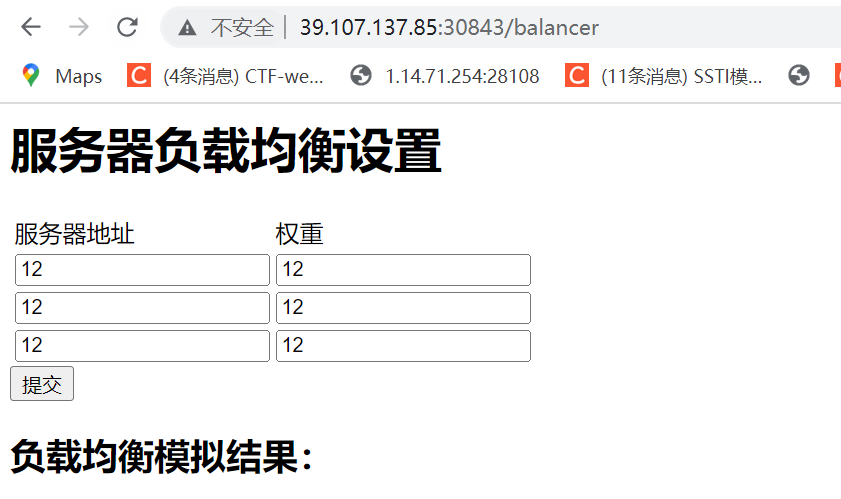 不安全 39.107.137.85:30843/balancer
Maps (4条消息) CTF-we... 1.14.71.254:28108 (11条消息) SSTI模...
服务器负载均衡设置
服务器地址 权重
12 12
12 12
12 12
提交
负载均衡模拟结果：